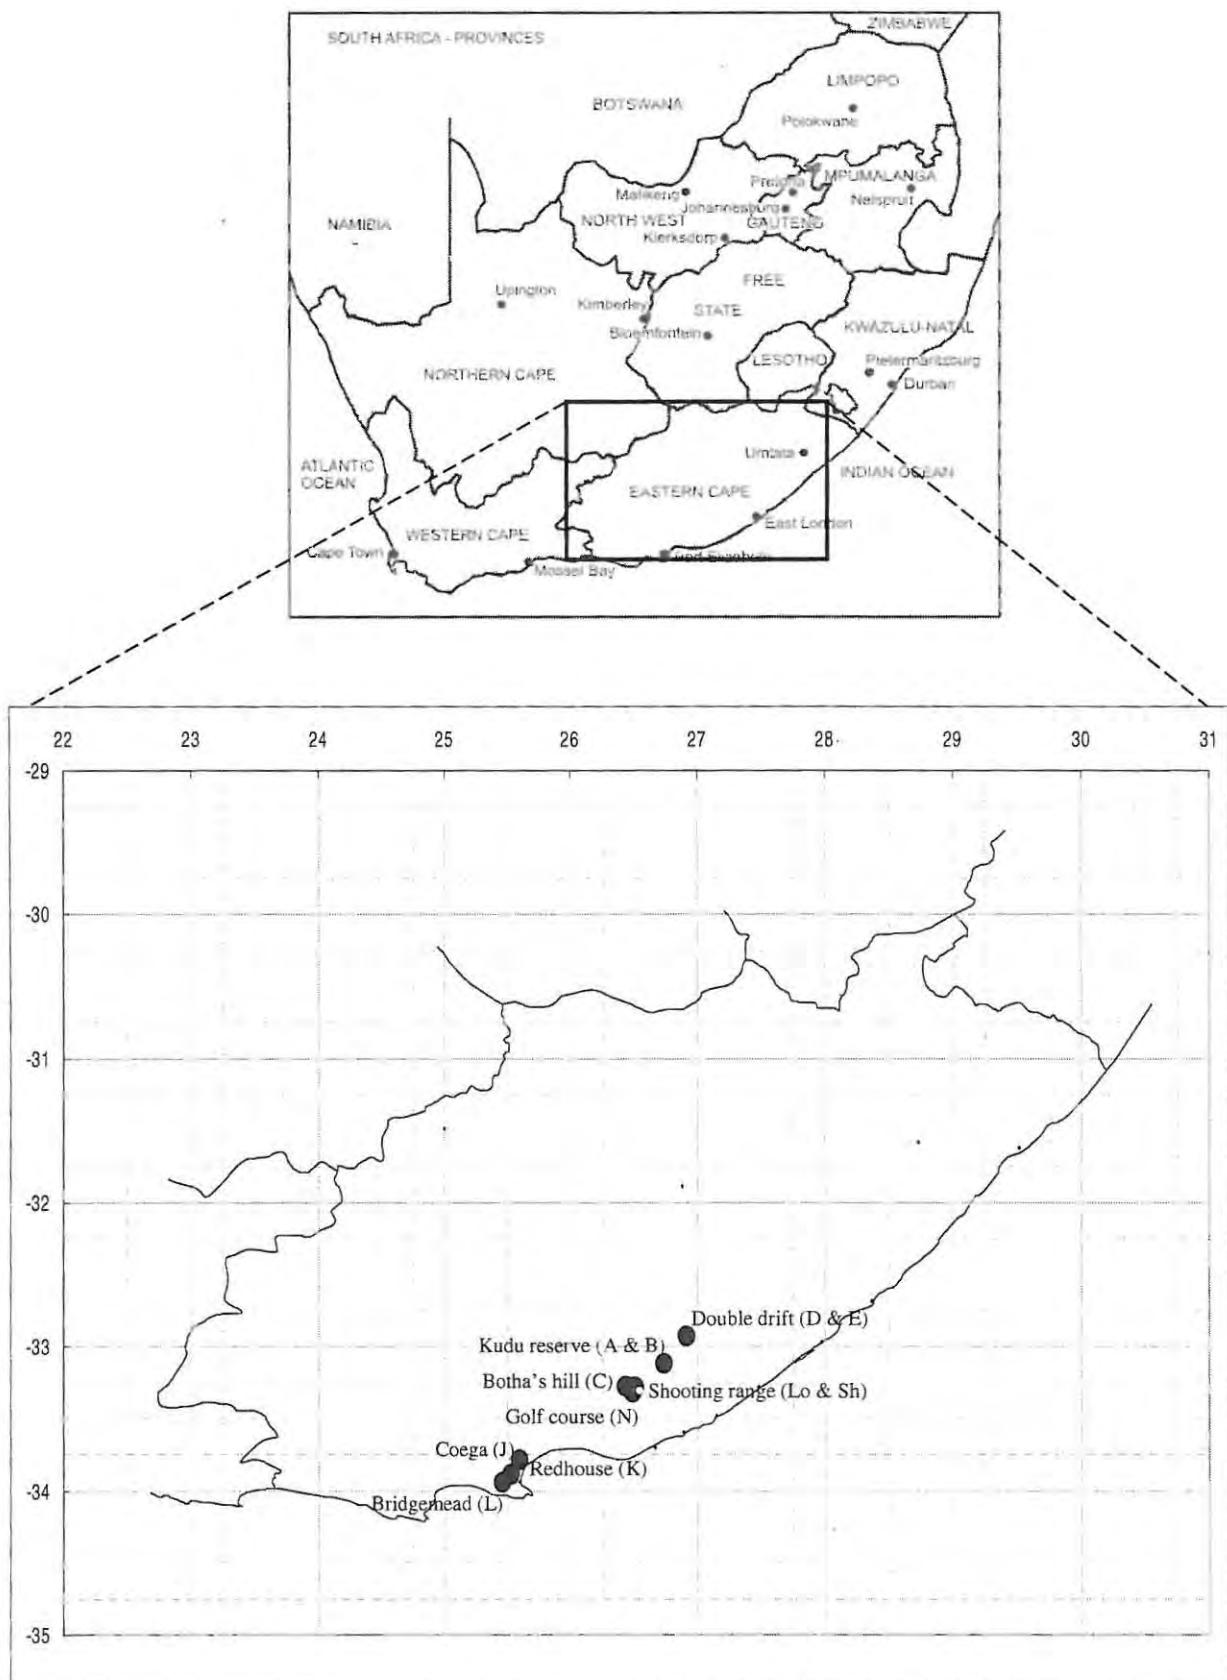 ZIMBABWE
SOUTH AFRICA - PROVINCES
LIMPOPO
BOTSWANA
Polokwane
MPUMALANGA
Pretoria
Mafikeng
Nelspruit
Johannesburg
NORTH WEST
GAUTENG
NAMIBIA
Klerksdorp
FREE
Upington
Kimberley
STATE
KWAZULU-NATAL
Bloemfontein
LESOTHO
Pietermaritsburg
NORTHERN CAPE
Durban
Umtata
ATLANTIC
OCEAN
INDIAN OCEAN
EASTERN CAPE
East London
WESTERN CAPE
Cape Town
Port Elizabeth
Mossel Bay
22 23 24 25 26 27 28 29 30 31
-29
-30
-31
-32
Double drift (D & E)
-33
Kudu reserve (A & B)
Botha's hill (C)
Shooting range (Lo & Sh)
Golf course (N)
Coega (J)
Redhouse (K)
-34
Bridgemead (L)
-35